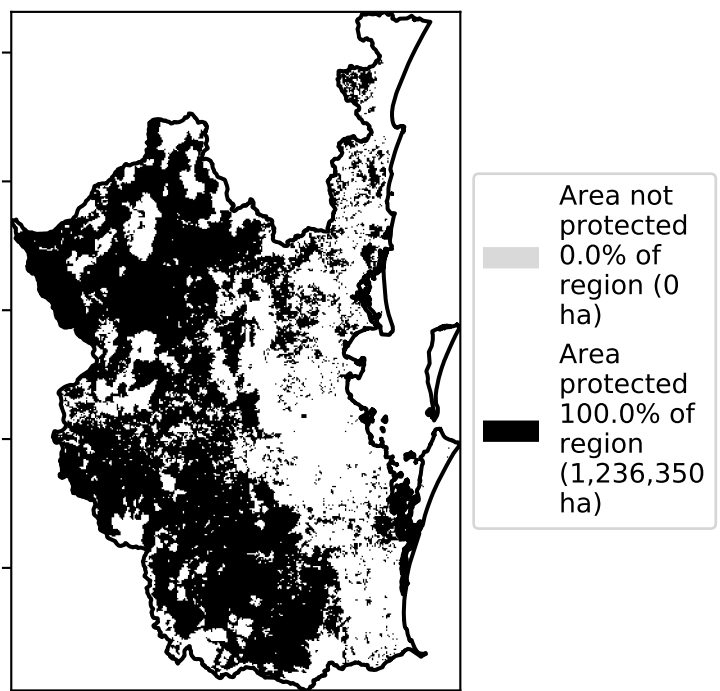 Area not
protected
0.0% of
region (0
ha)
Area
protected
100.0% of
region
(1,236,350
ha)